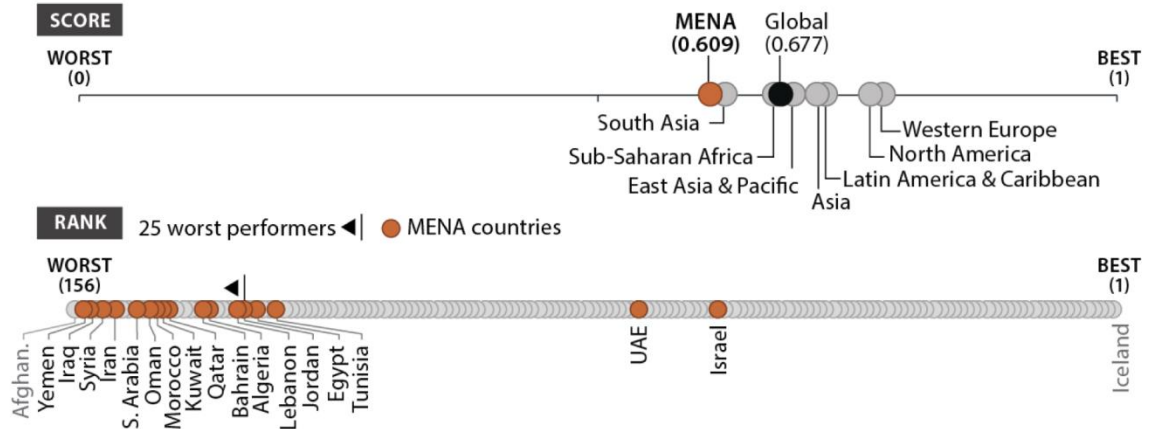 SCORE
WORST
(0)
MENA
(0.609)
Global
(0.677)
BEST
(1)
South Asia
Sub-Saharan Africa
East Asia & Pacific
Western Europe
North America
Latin America & Caribbean
Asia
RANK
25 worst performers
MENA countries
WORST
(156)
BEST
(1)
Afghan.
Yemen
Iraq
Syria
Iran
S. Arabia
Oman
Morocco
Kuwait
Qatar
Bahrain
Algeria
Lebanon
Jordan
Egypt
Tunisia
UAE
Israel
Iceland